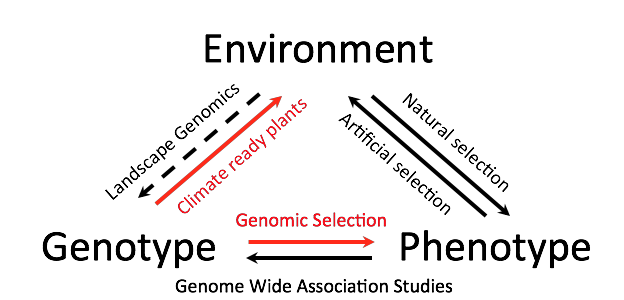 Environment
Landscape Genomics
Climate ready plants
Natural selection
Artificial selection
Genomic Selection
Genotype
Phenotype
Genome Wide Association Studies